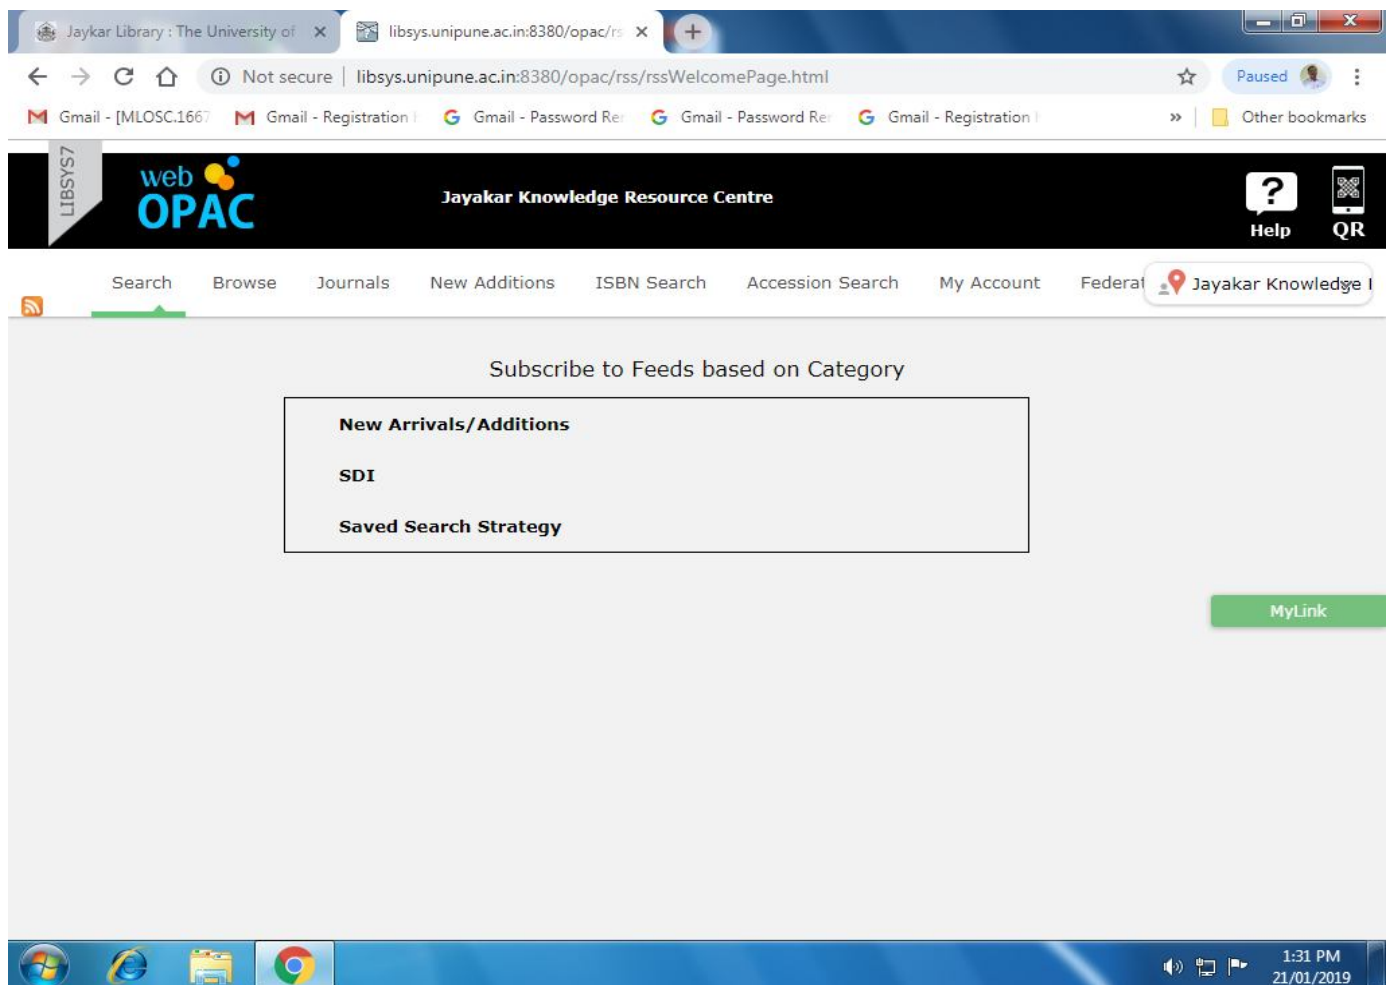 Jaykar Library : The University of
libsys.unipune.ac.in:8380/opac/rs
Not secure | libsys.unipune.ac.in:8380/opac/rss/rssWelcomePage.html
Paused
Gmail - [MLOSC.1667
Gmail - Registration
Gmail - Password Re
Gmail - Password Re
Gmail - Registration
»
Other bookmarks
LIBSYS7
web
OPAC
Jayakar Knowledge Resource Centre
?
Help
QR
Search
Browse
Journals
New Additions
ISBN Search
Accession Search
My Account
Federat
Jayakar Knowledge
Subscribe to Feeds based on Category
New Arrivals/Additions
SDI
Saved Search Strategy
MyLink
1:31 PM
21/01/2019